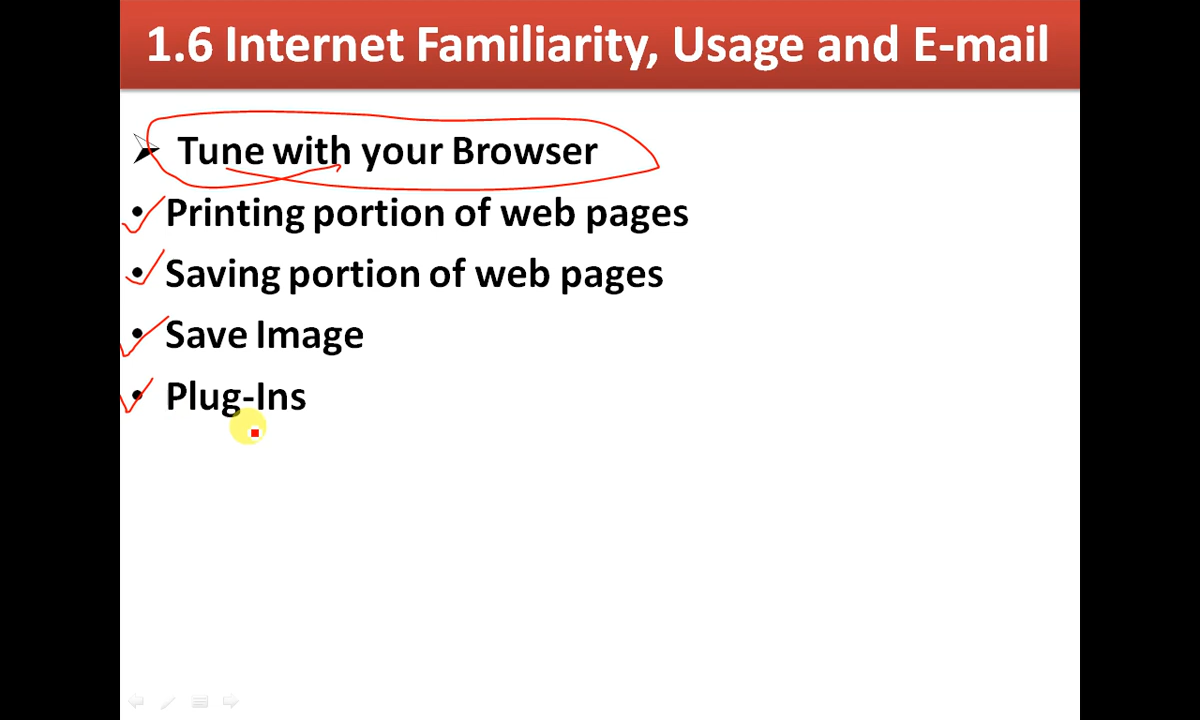 1.6 Internet Familiarity, Usage and E-mail
➢ Tune with your Browser
• Printing portion of web pages
• Saving portion of web pages
• Save Image
• Plug-Ins